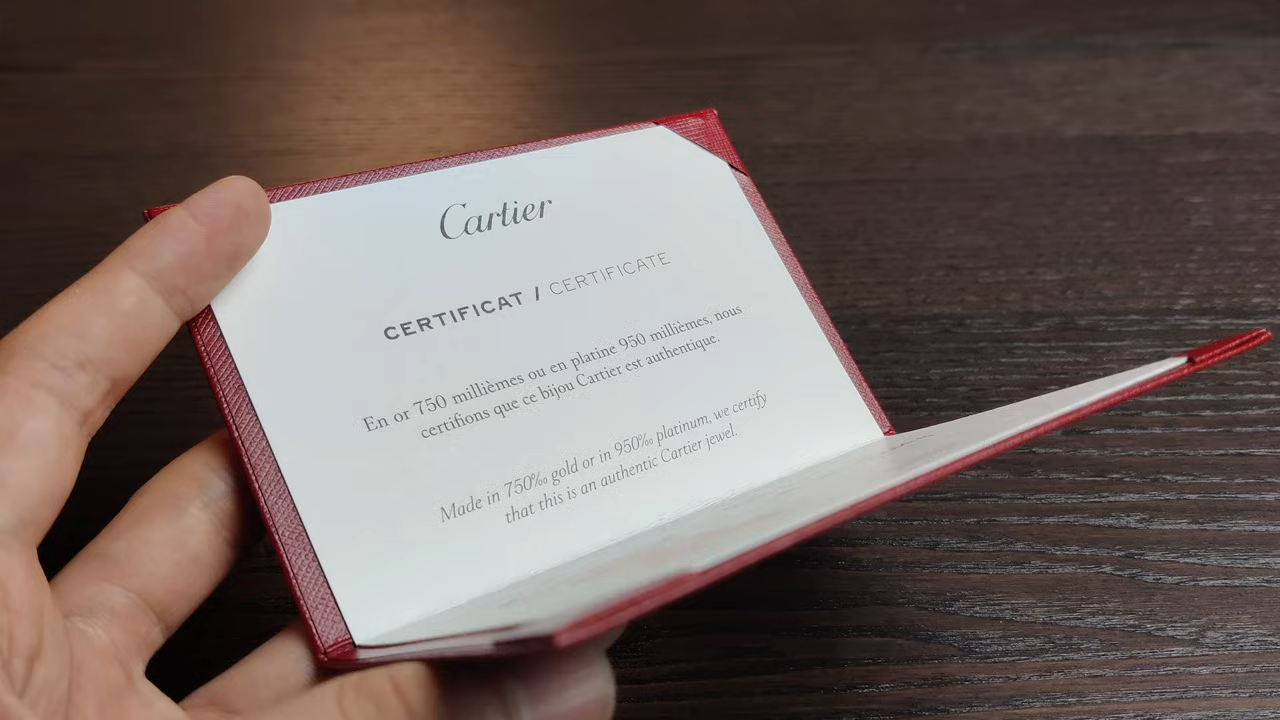 Cartier
CERTIFICAT / CERTIFICATE
En or 750 millièmes ou en platine 950 millièmes, nous
certifions que ce bijou Cartier est authentique.
Made in 750‰ gold or in 950‰ platinum, we certify
that this is an authentic Cartier jewel.